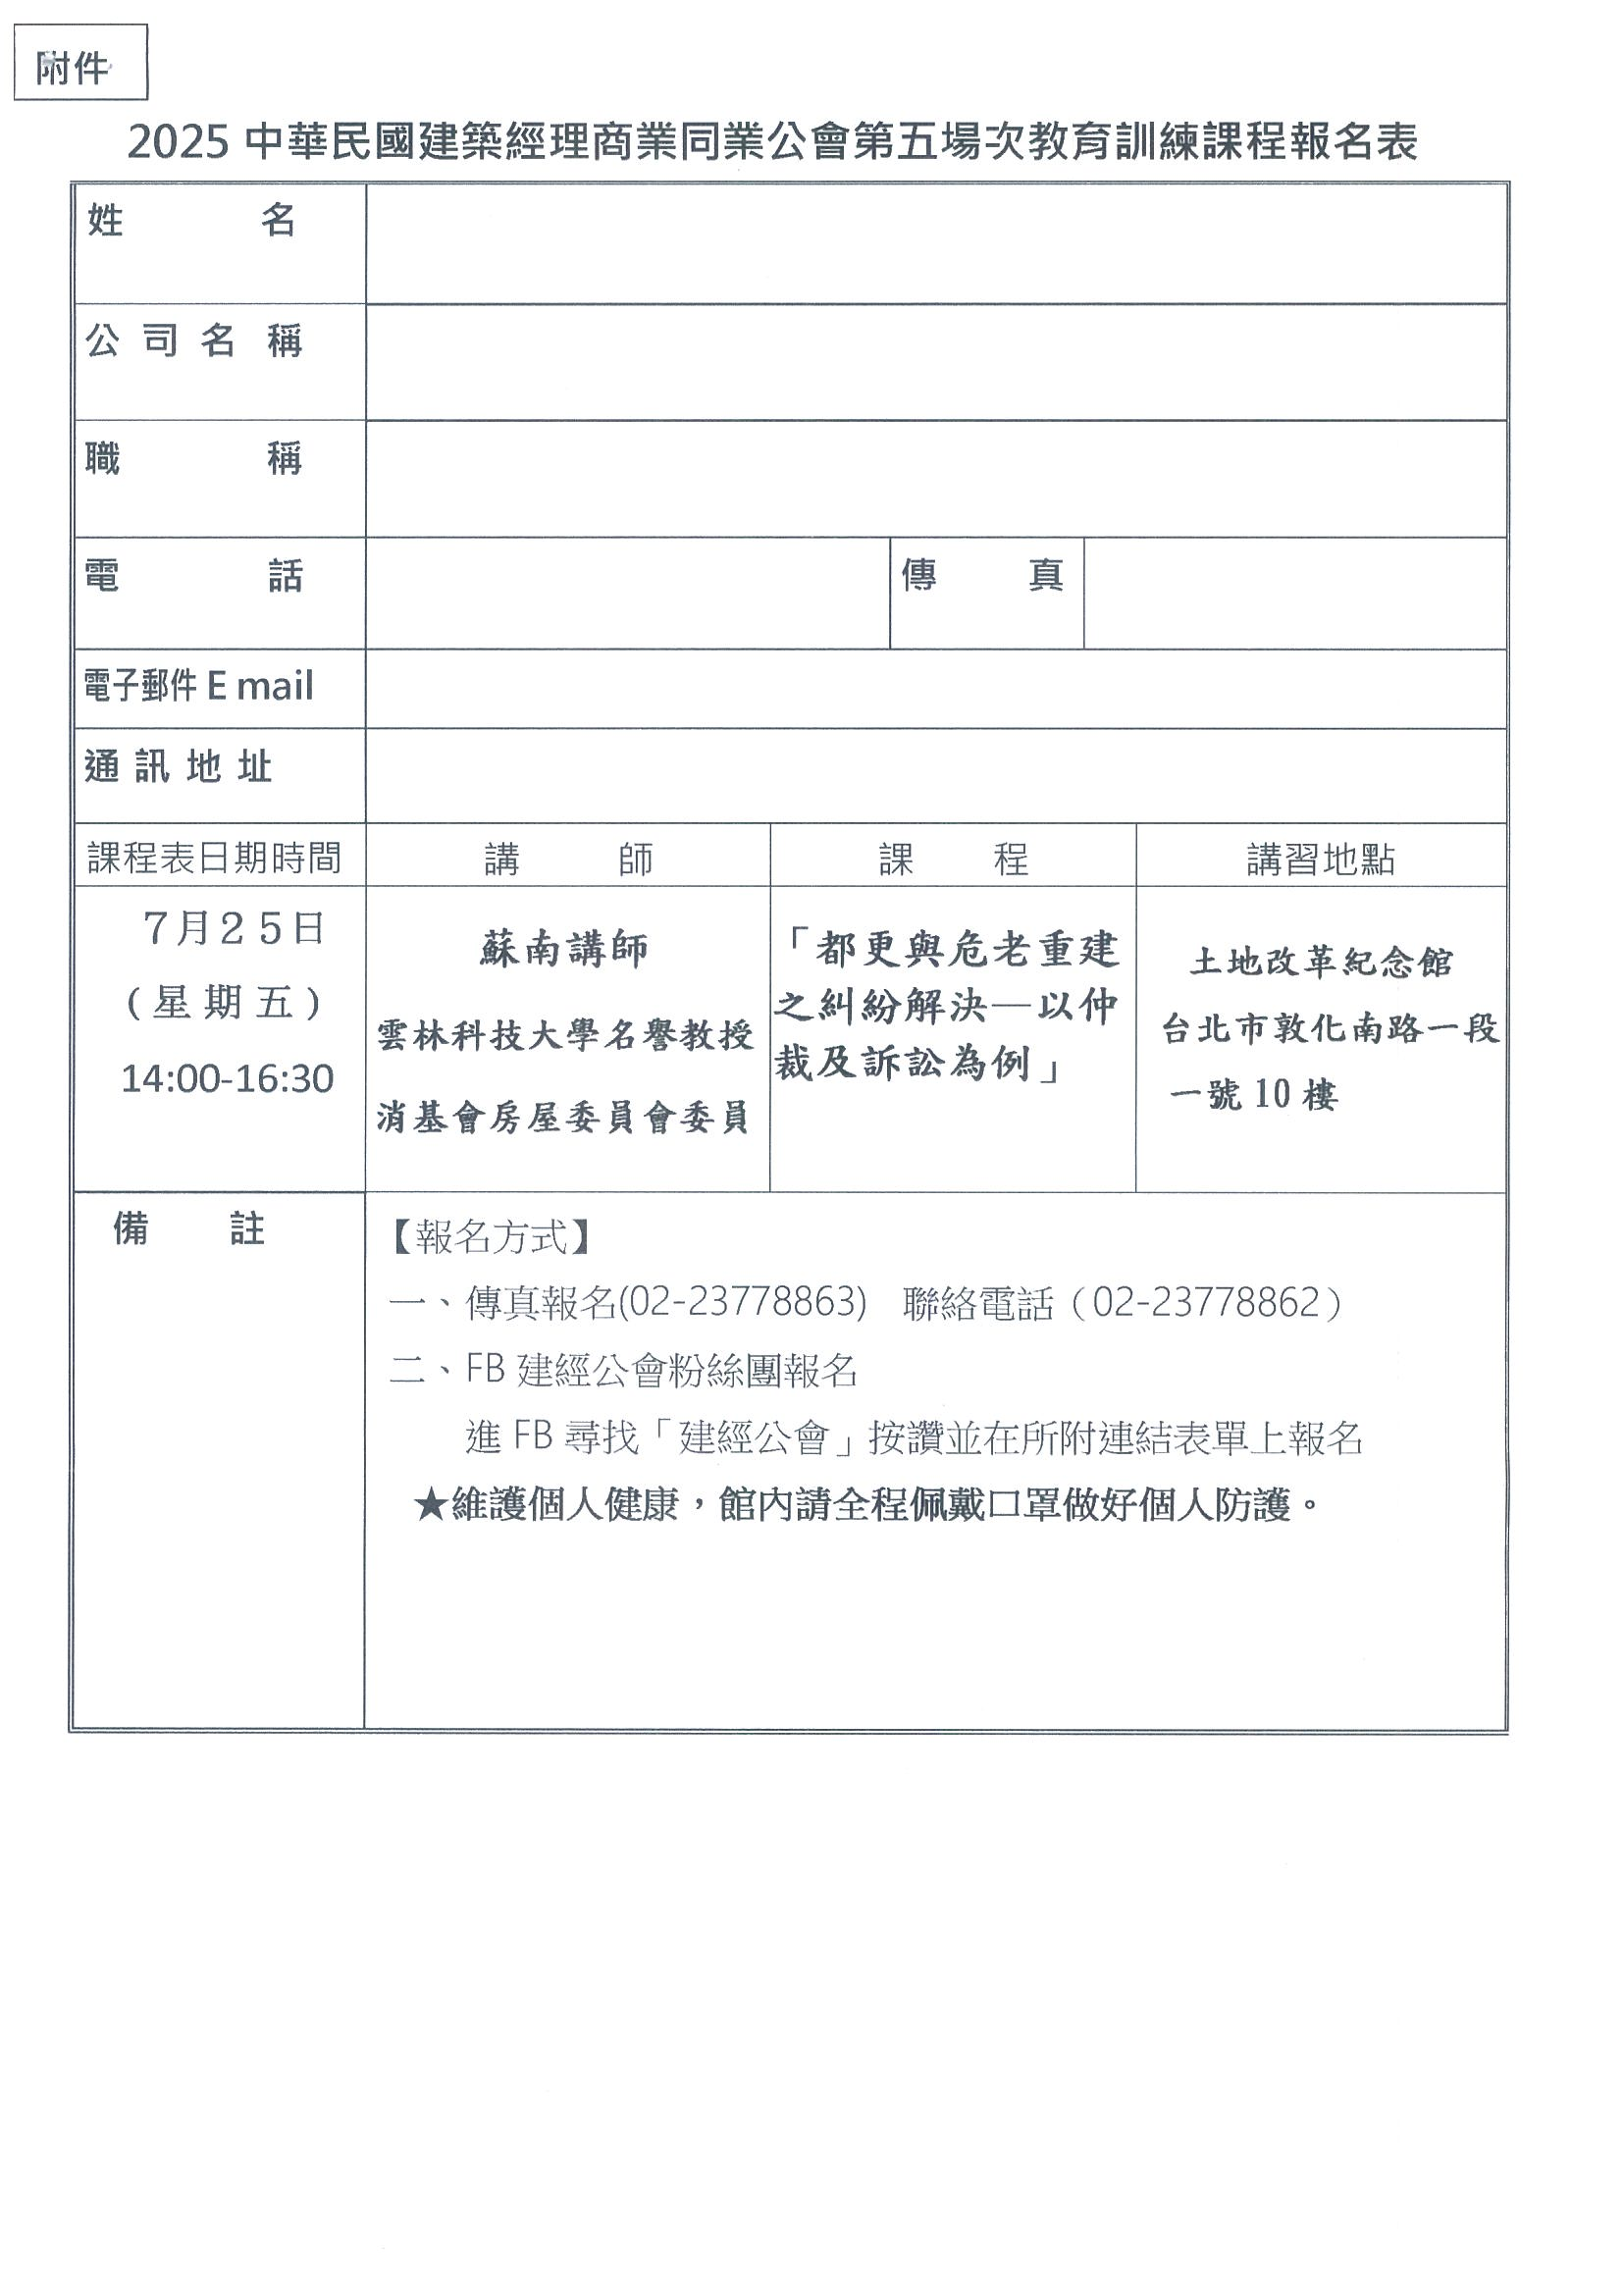 附件
2025 中華民國建築經理商業同業公會第五場次教育訓練課程報名表
姓 名
公 司 名 稱
職 稱
電 話 傳 真
電子郵件 E mail
通 訊 地 址
課程表日期時間 講 師 課 程 講習地點
7月25日
(星期五)
14:00-16:30
蘇南講師
雲林科技大學名譽教授
消基會房屋委員會委員
「都更與危老重建
之糾紛解決—以仲
裁及訴訟為例」
土地改革紀念館
台北市敦化南路一段
一號 10 樓
備 註
【報名方式】
一、傳真報名(02-23778863) 聯絡電話（02-23778862）
二、FB 建經公會粉絲團報名
進 FB 尋找「建經公會」按讚並在所附連結表單上報名
★維護個人健康，館內請全程佩戴口罩做好個人防護。